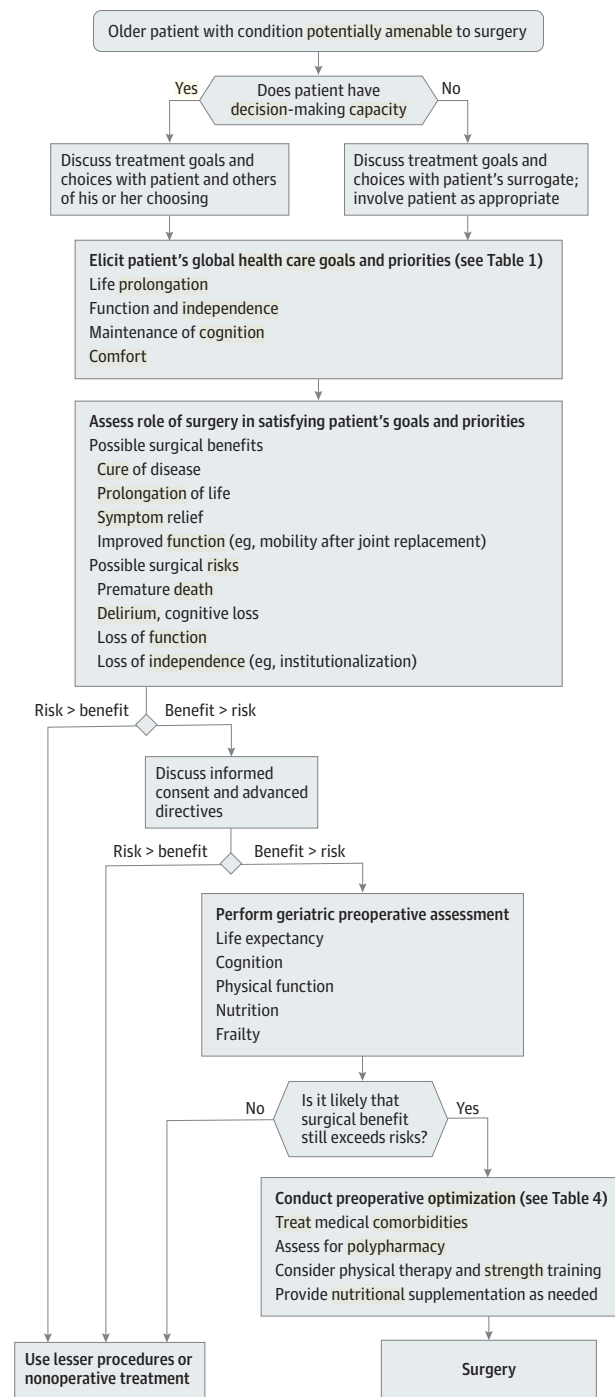 Older patient with condition potentially amenable to surgery
Does patient have
decision-making capacity
Yes
No
Discuss treatment goals and
choices with patient and others
of his or her choosing
Discuss treatment goals and
choices with patient's surrogate;
involve patient as appropriate
Elicit patient's global health care goals and priorities (see Table 1)
Life prolongation
Function and independence
Maintenance of cognition
Comfort
Assess role of surgery in satisfying patient's goals and priorities
Possible surgical benefits
Cure of disease
Prolongation of life
Symptom relief
Improved function (eg, mobility after joint replacement)
Possible surgical risks
Premature death
Delirium, cognitive loss
Loss of function
Loss of independence (eg, institutionalization)
Risk > benefit
Benefit > risk
Discuss informed
consent and advanced
directives
Risk > benefit
Benefit > risk
Perform geriatric preoperative assessment
Life expectancy
Cognition
Physical function
Nutrition
Frailty
Is it likely that
surgical benefit
still exceeds risks?
No
Yes
Conduct preoperative optimization (see Table 4)
Treat medical comorbidities
Assess for polypharmacy
Consider physical therapy and strength training
Provide nutritional supplementation as needed
Use lesser procedures or
nonoperative treatment
Surgery